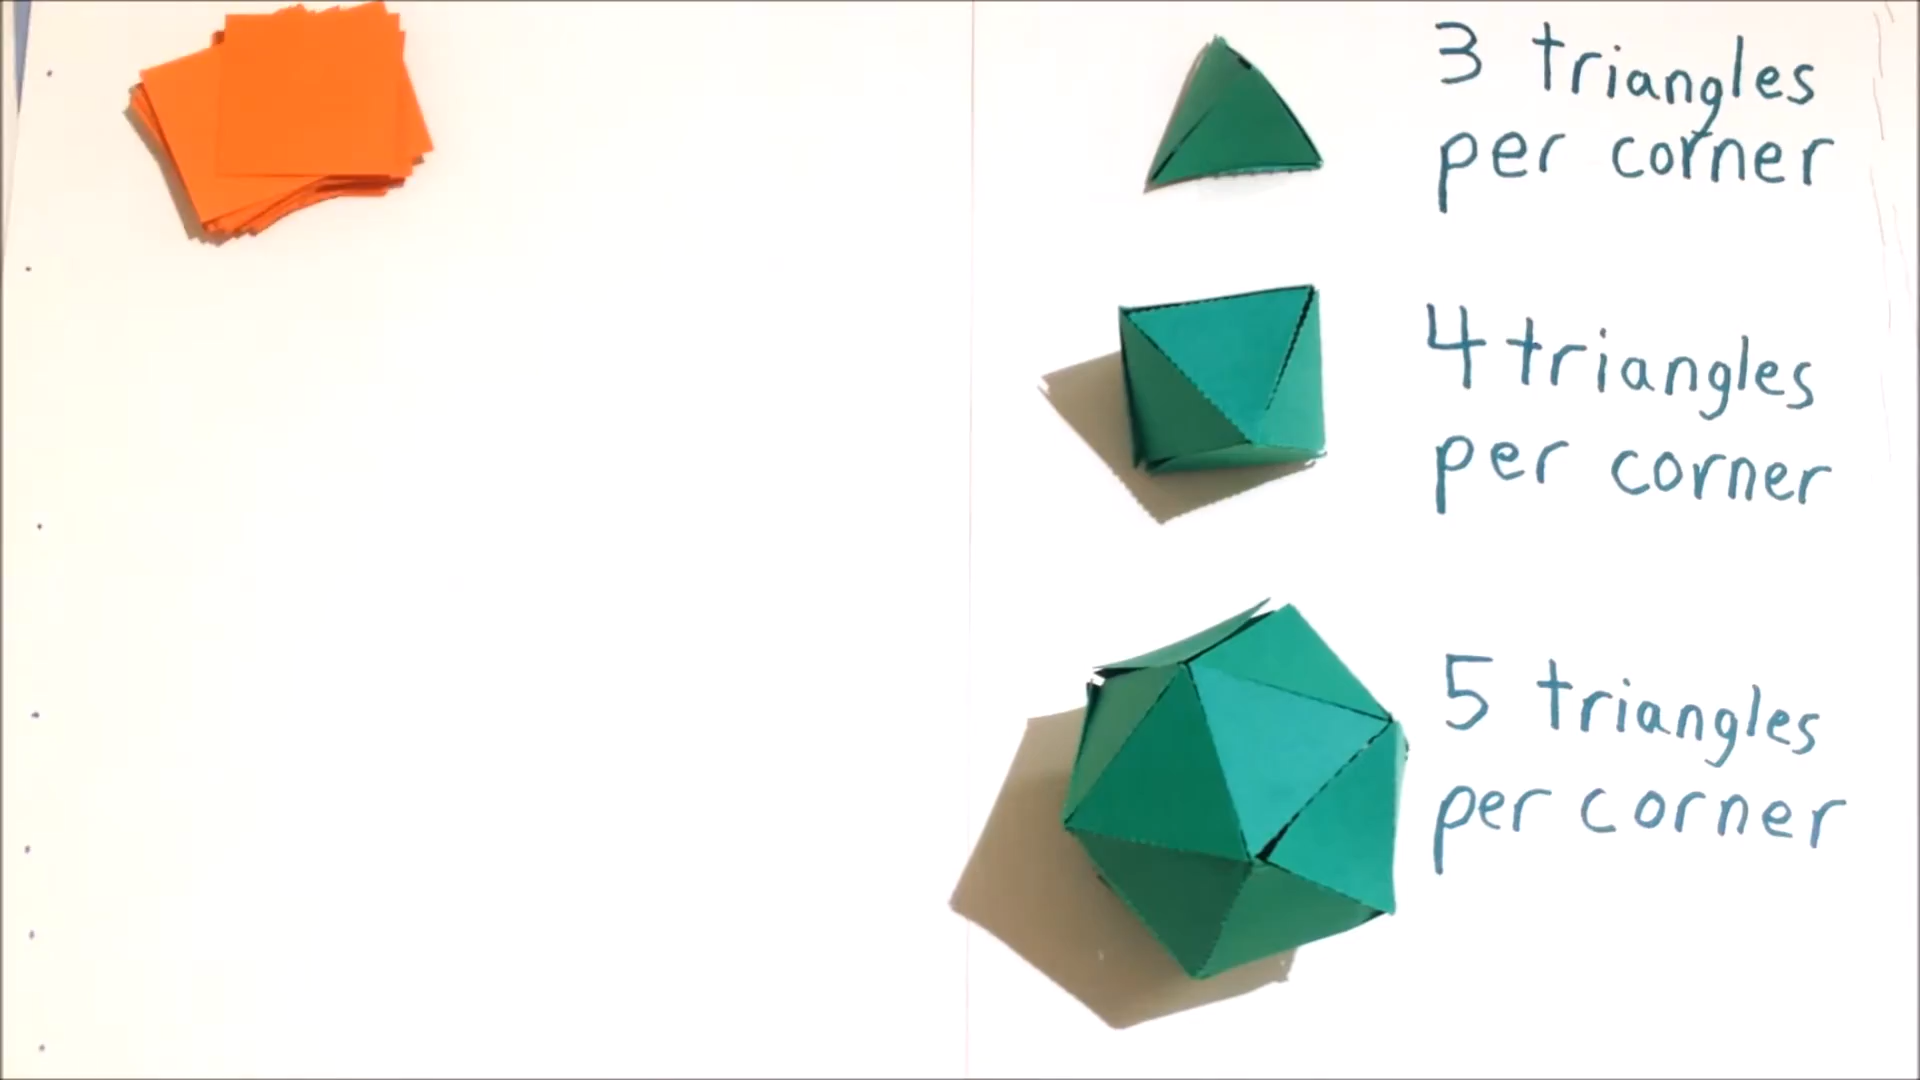 3 triangles
per corner
4 triangles
per corner
5 triangles
per corner